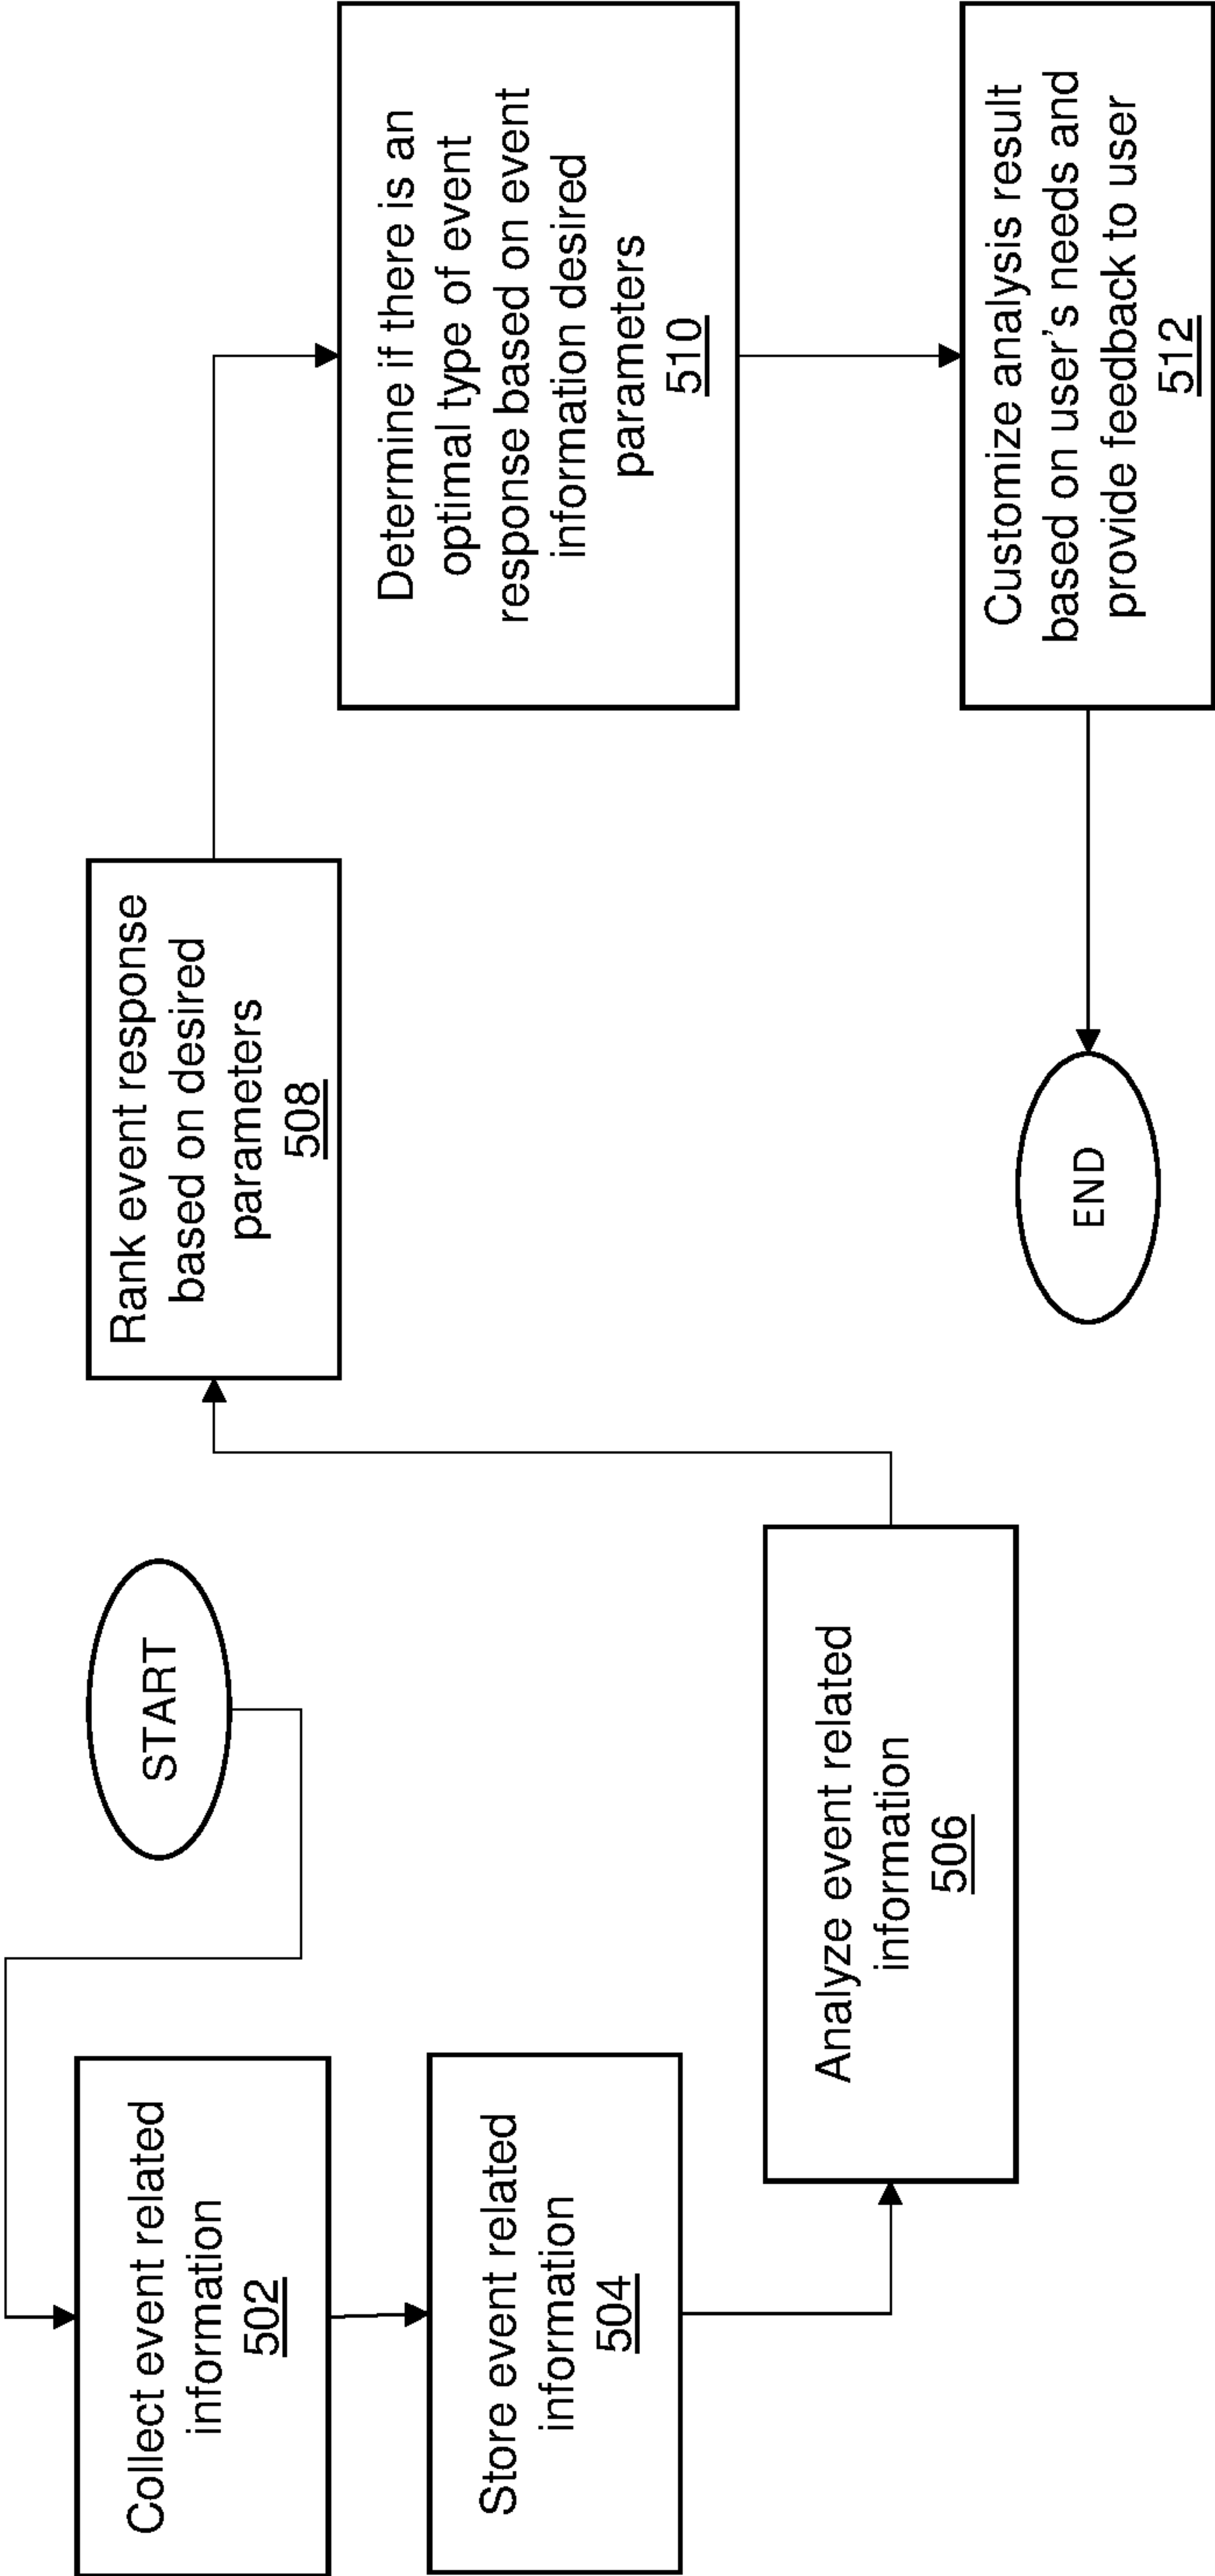 START
Collect event related
information
502
Store event related
information
504
Analyze event related
information
506
Rank event response
based on desired
parameters
508
Determine if there is an
optimal type of event
response based on event
information desired
parameters
510
Customize analysis result
based on user's needs and
provide feedback to user
512
END